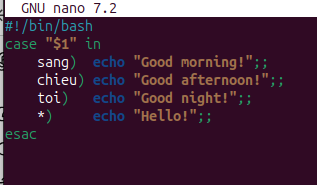 GNU nano 7.2
#!/bin/bash
case "$1" in
    sang)  echo "Good morning!";;
    chieu) echo "Good afternoon!";;
    toi)   echo "Good night!";;
    *)     echo "Hello!";;
esac